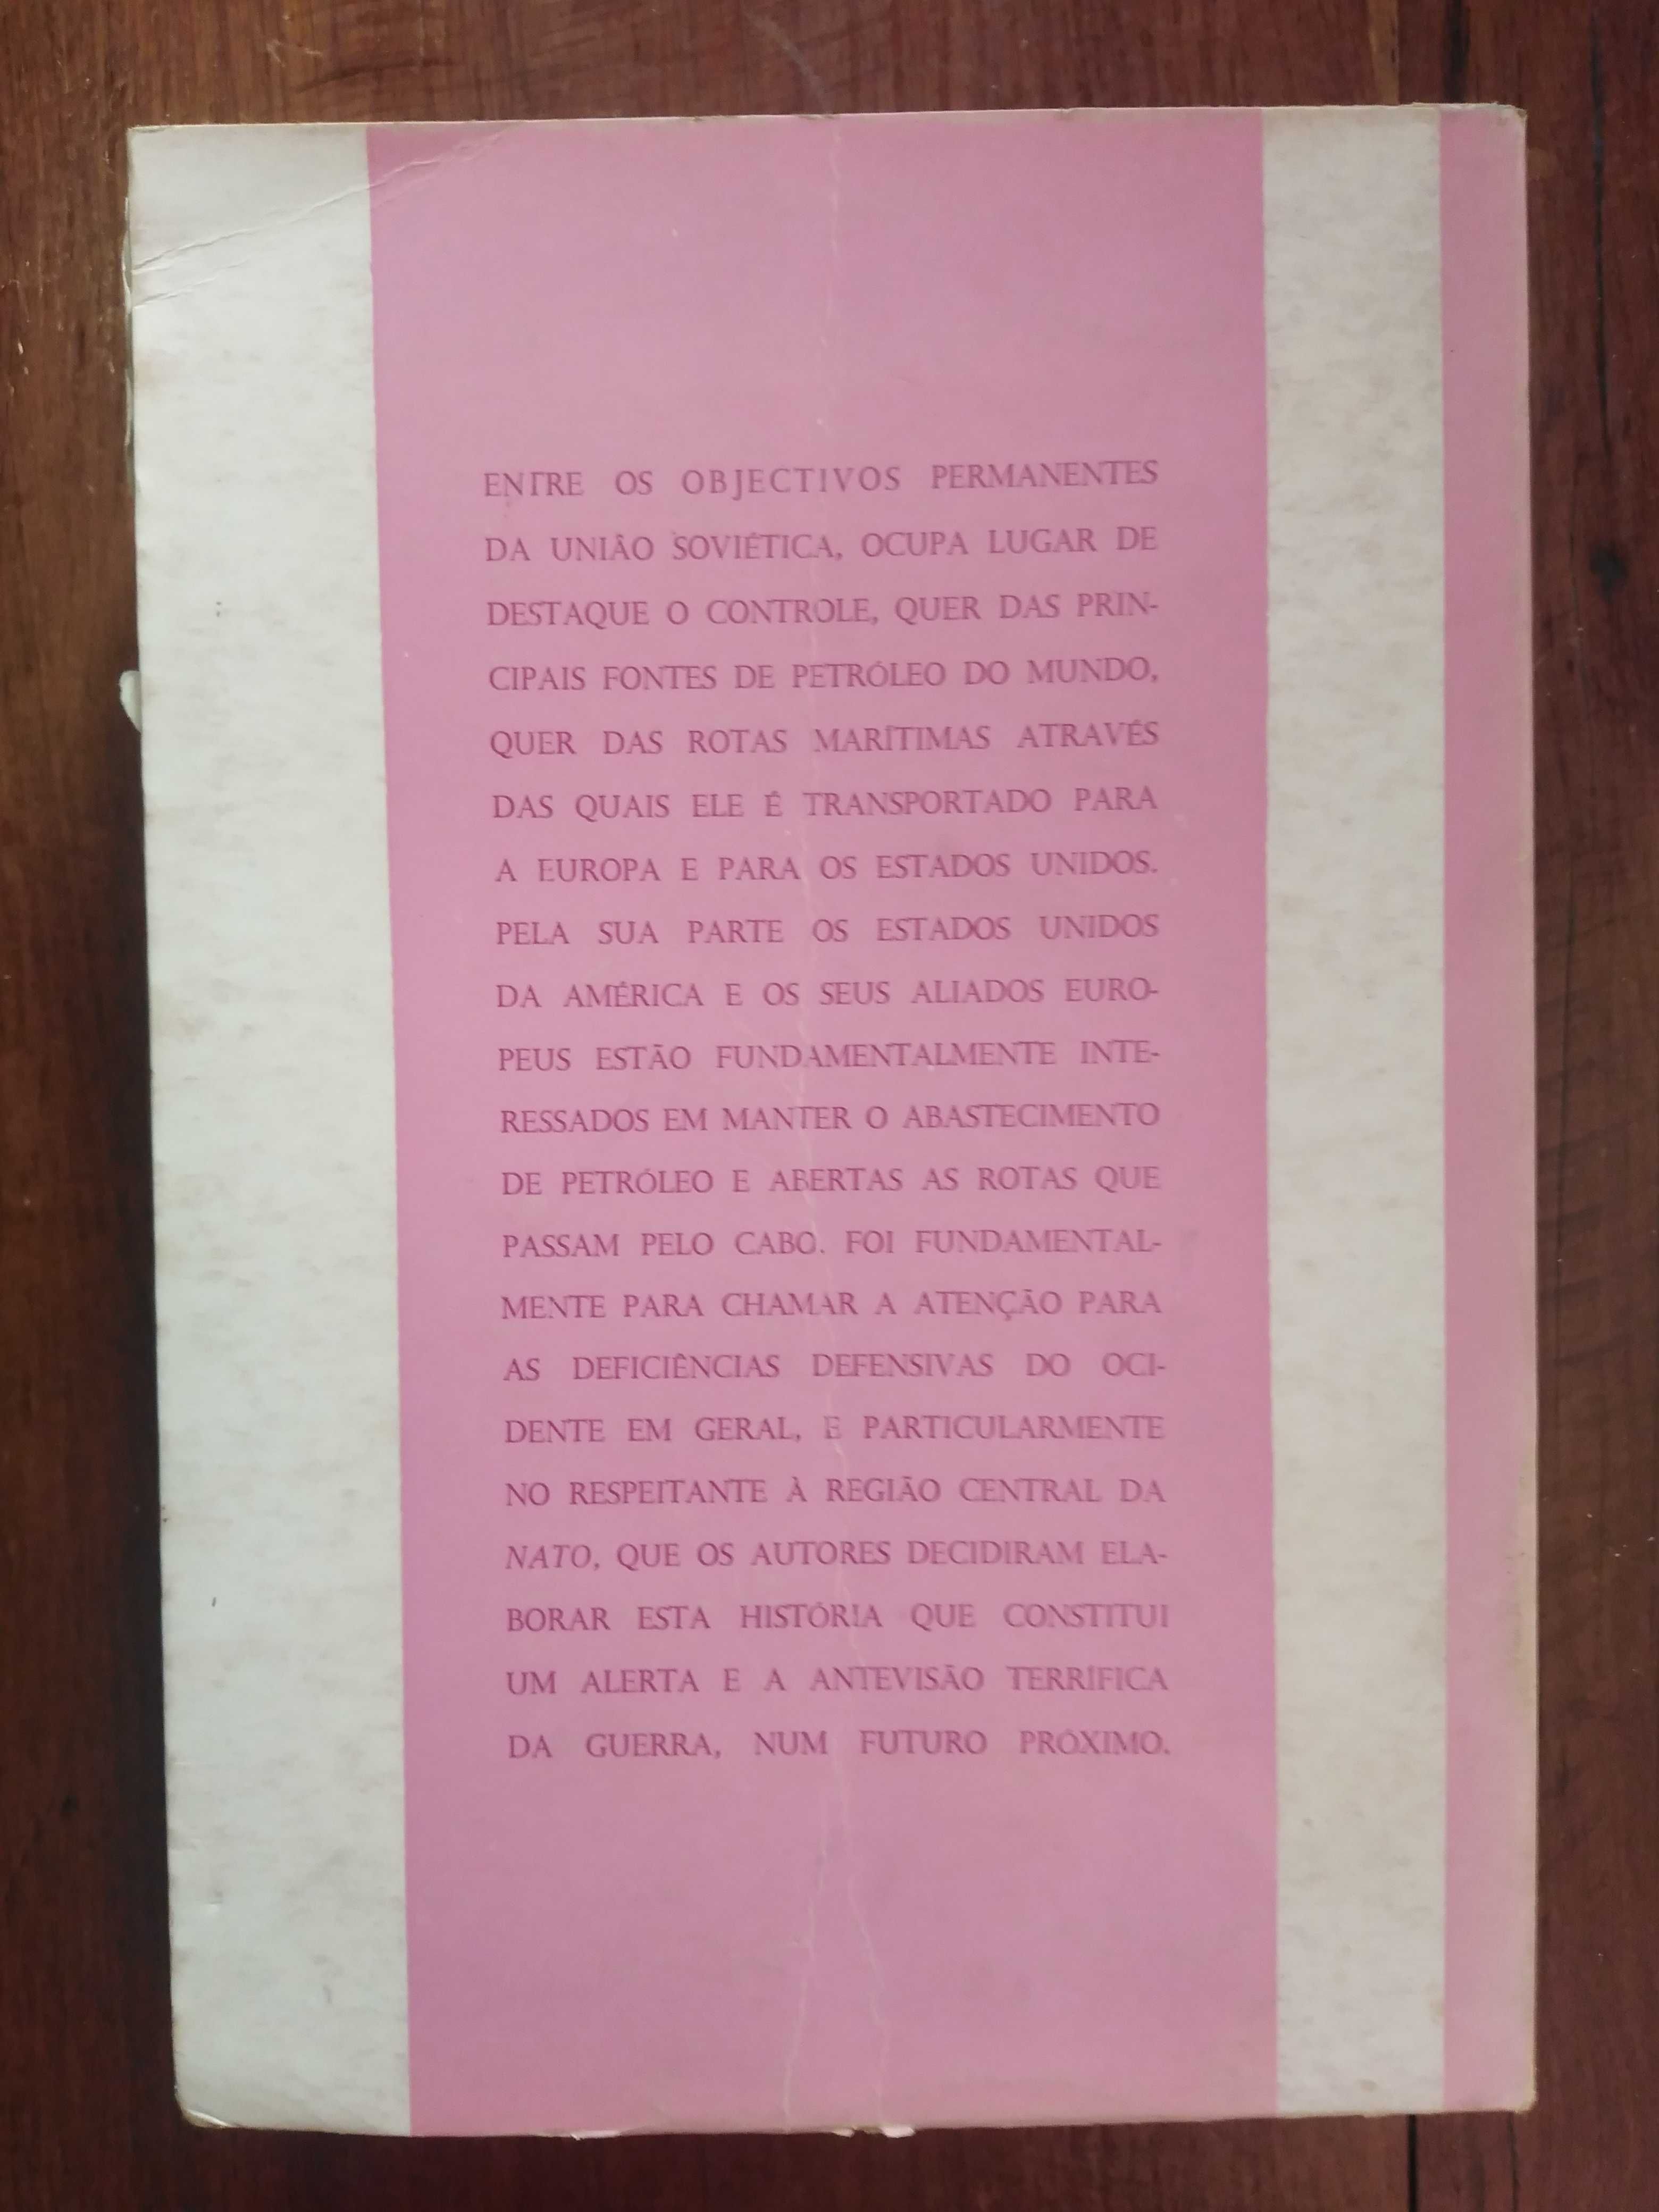 ENTRE OS OBJECTIVOS PERMANENTES
DA UNIÃO SOVIÉTICA, OCUPA LUGAR DE
DESTAQUE O CONTROLE, QUER DAS PRIN-
CIPAIS FONTES DE PETRÓLEO DO MUNDO,
QUER DAS ROTAS MARÍTIMAS ATRAVÉS
DAS QUAIS ELE É TRANSPORTADO PARA
A EUROPA E PARA OS ESTADOS UNIDOS.
PELA SUA PARTE OS ESTADOS UNIDOS
DA AMÉRICA E OS SEUS ALIADOS EURO-
PEUS ESTÃO FUNDAMENTALMENTE INTE-
RESSADOS EM MANTER O ABASTECIMENTO
DE PETRÓLEO E ABERTAS AS ROTAS QUE
PASSAM PELO CABO. FOI FUNDAMENTAL-
MENTE PARA CHAMAR A ATENÇÃO PARA
AS DEFICIÊNCIAS DEFENSIVAS DO OCI-
DENTE EM GERAL, E PARTICULARMENTE
NO RESPEITANTE À REGIÃO CENTRAL DA
NATO, QUE OS AUTORES DECIDIRAM ELA-
BORAR ESTA HISTÓRIA QUE CONSTITUI
UM ALERTA E A ANTEVISÃO TERRÍFICA
DA GUERRA, NUM FUTURO PRÓXIMO.